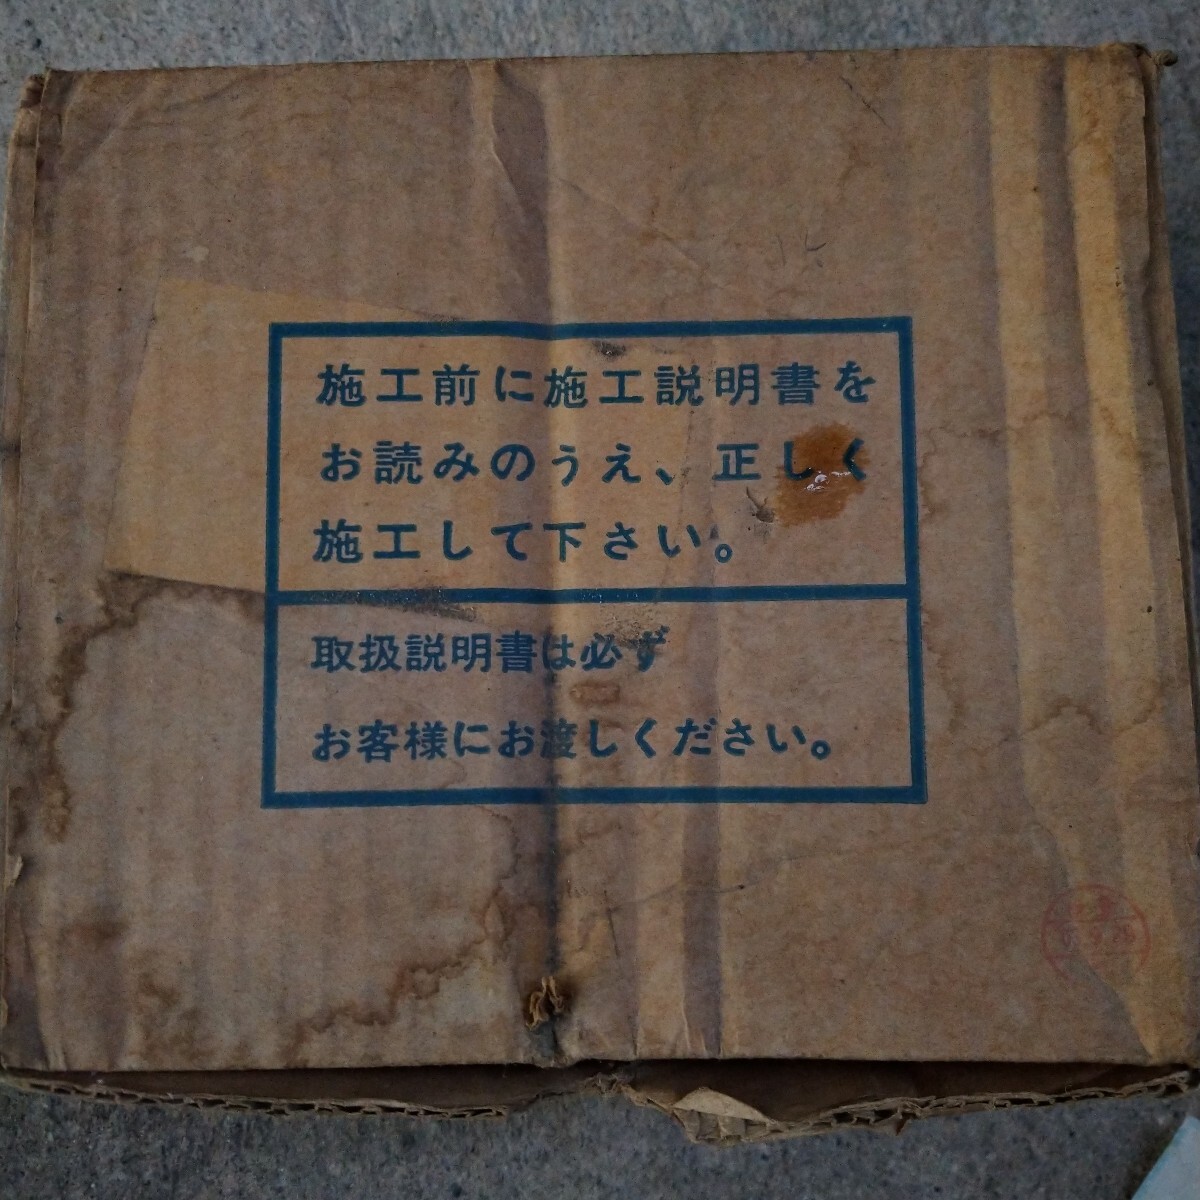 施工前に施工説明書を
お読みのうえ、正しく
施工して下さい。
取扱説明書は必ず
お客様にお渡しください。